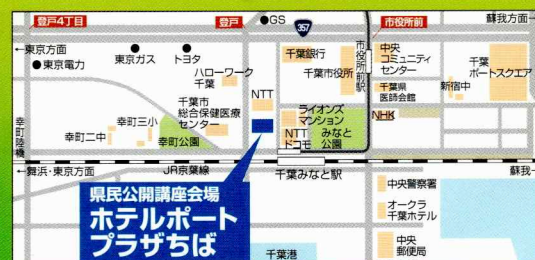 登戸4丁目
登戸
●GS
357
市役所前
蘇我方面
←東京方面
●東京電力
東京ガス
トヨタ
ハローワーク
千葉
NTT
千葉銀行
千葉市役所
市役所前駅
中央
コミュニティ
センター
千葉県
医師会館
新宿中
千葉
ポートスクエア
千葉市
総合保健医療
センター
幸町三小
幸町二中
幸町公園
幸町陸橋
ライオンズ
マンション
NTT
ドコモ
みなと
公園
NHK
←舞浜・東京方面
JR京葉線
千葉みなと駅
蘇我→
県民公開講座会場
ホテルポート
プラザちば
千葉港
中央警察署
オークラ
千葉ホテル
中央
郵便局